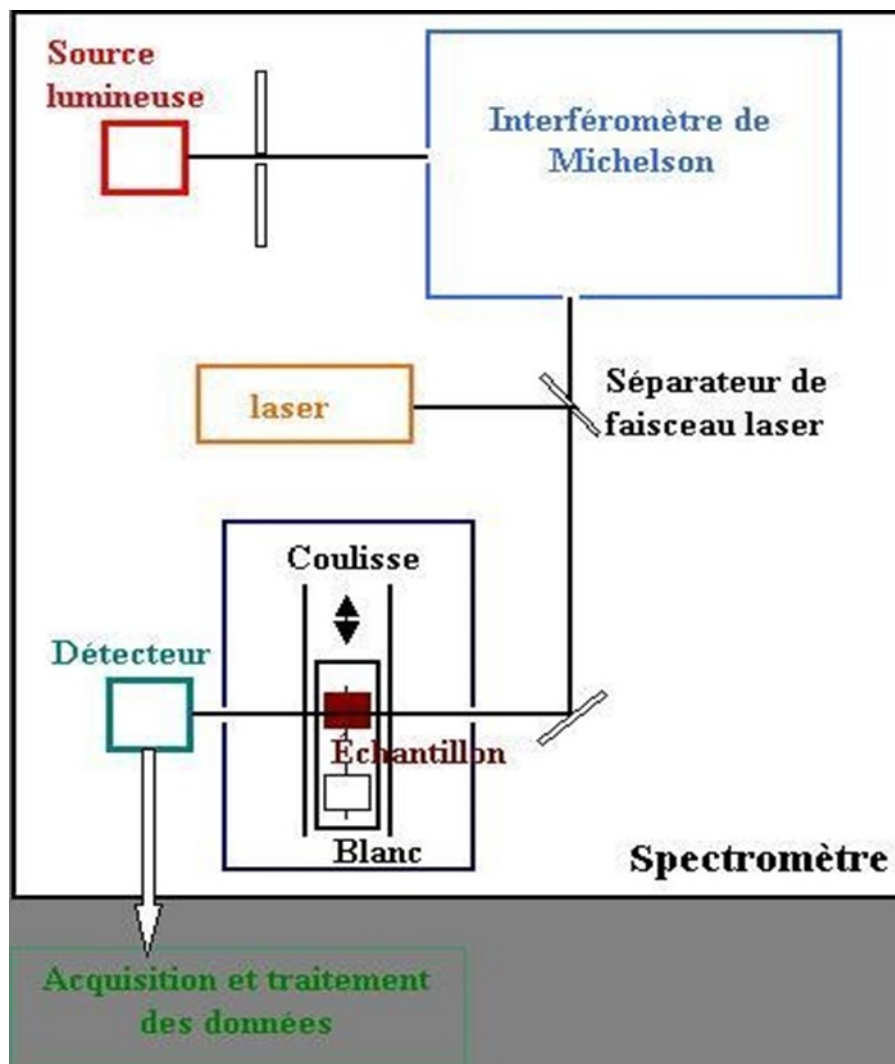 Source
lumineuse
Interféromètre de
Michelson
laser
Séparateur de
faisceau laser
Coulisse
Détecteur
Échantillon
Blanc
Spectromètre
Acquisition et traitement
des données